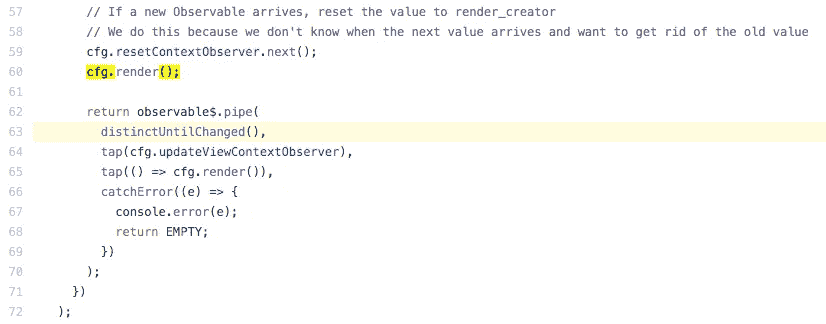 57 // If a new Observable arrives, reset the value to render_creator
58 // We do this because we don't know when the next value arrives and want to get rid of the old value
59 cfg.resetContextObserver.next();
60 cfg.render();
61
62 return observable$.pipe(
63 distinctUntilChanged(),
64 tap(cfg.updateViewContextObserver),
65 tap(() => cfg.render()),
66 catchError((e) => {
67 console.error(e);
68 return EMPTY;
69 })
70 );
71 })
72 );